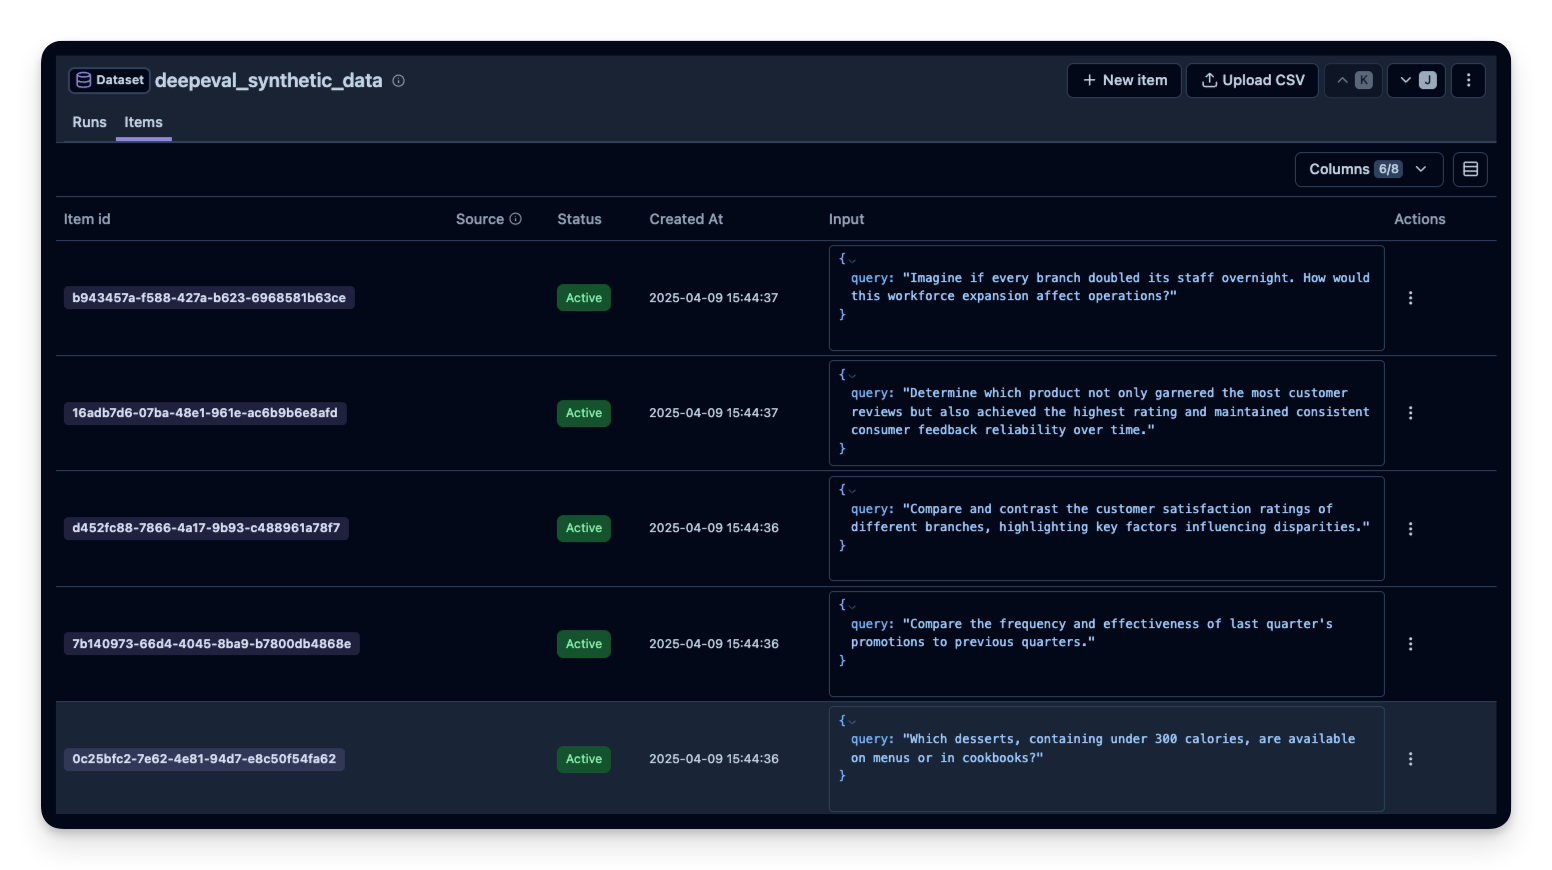 Dataset deepeval_synthetic_data
+ New item
Upload CSV
K
J
Runs Items
Columns 6/8
Item id Source Status Created At Input Actions
b943457a-f588-427a-b623-6968581b63ce Active 2025-04-09 15:44:37
{
query: "Imagine if every branch doubled its staff overnight. How would
this workforce expansion affect operations?"
}
16adb7d6-07ba-48e1-961e-ac6b9b6e8afd Active 2025-04-09 15:44:37
{
query: "Determine which product not only garnered the most customer
reviews but also achieved the highest rating and maintained consistent
consumer feedback reliability over time."
}
d452fc88-7866-4a17-9b93-c488961a78f7 Active 2025-04-09 15:44:36
{
query: "Compare and contrast the customer satisfaction ratings of
different branches, highlighting key factors influencing disparities."
}
7b140973-66d4-4045-8ba9-b7800db4868e Active 2025-04-09 15:44:36
{
query: "Compare the frequency and effectiveness of last quarter's
promotions to previous quarters."
}
0c25bfc2-7e62-4e81-94d7-e8c50f54fa62 Active 2025-04-09 15:44:36
{
query: "Which desserts, containing under 300 calories, are available
on menus or in cookbooks?"
}